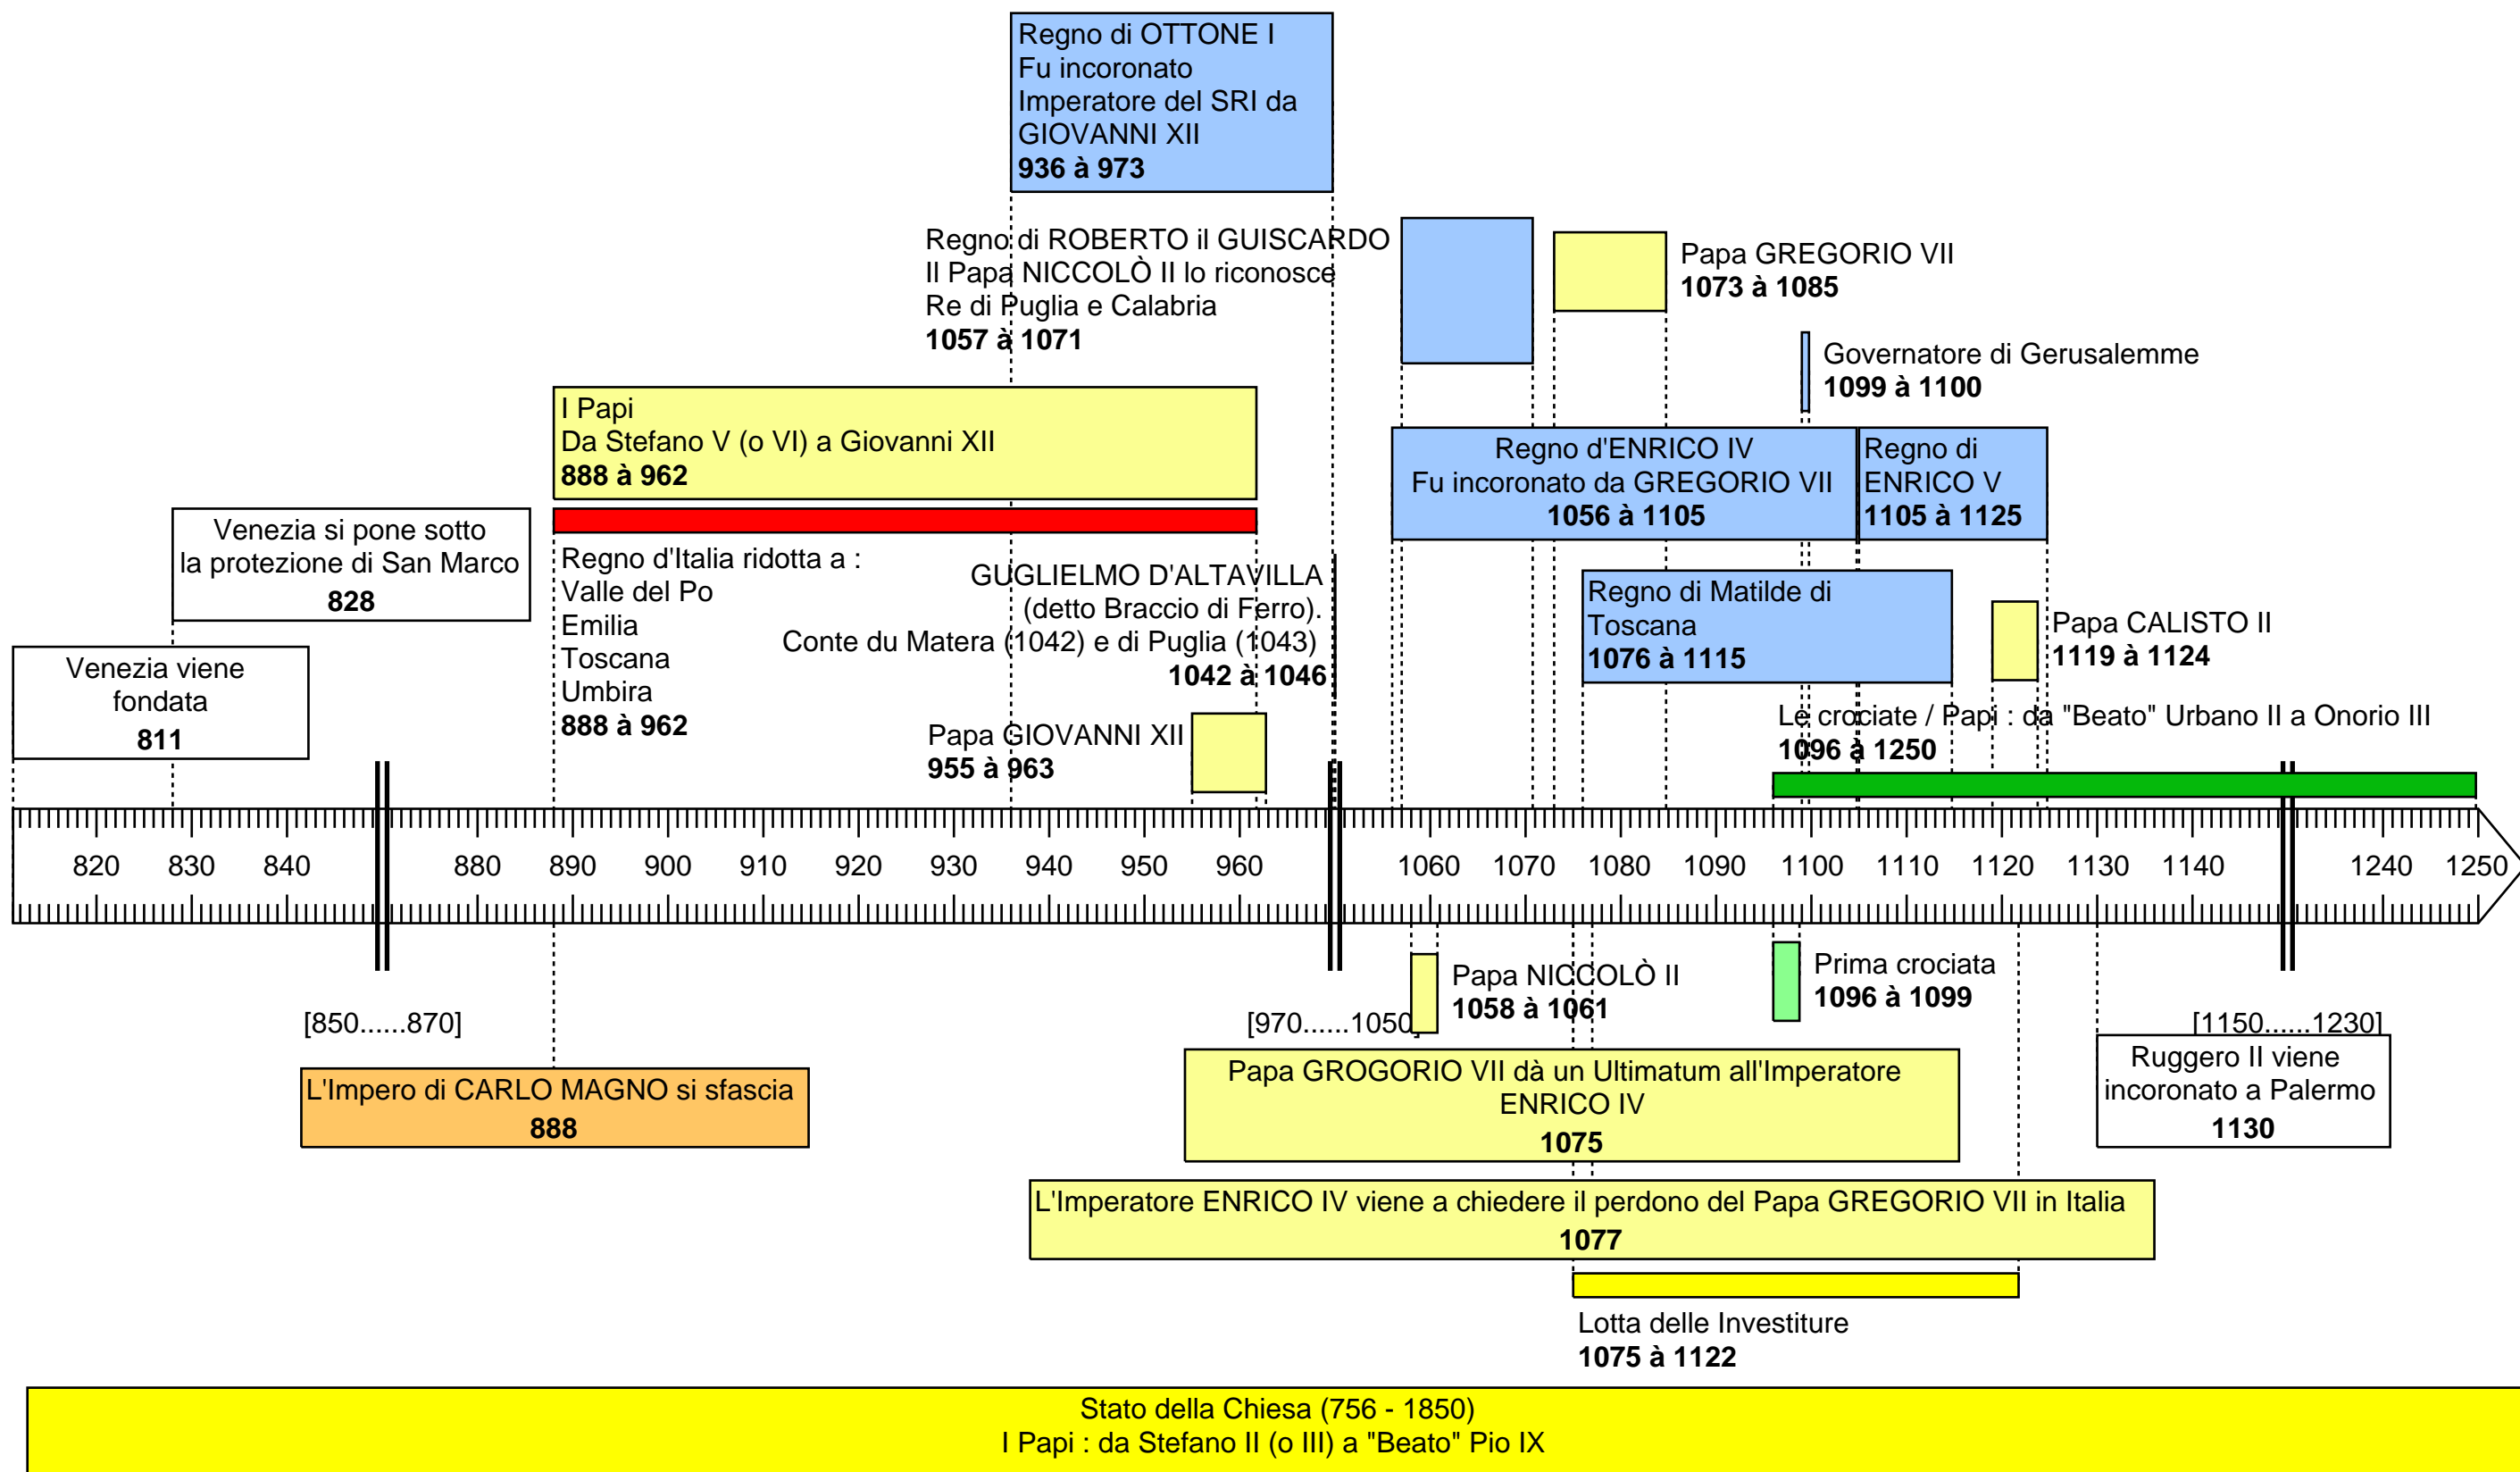 Regno di OTTONE I
Fu incoronato
Imperatore del SRI da
GIOVANNI XII
936 à 973
Regno di ROBERTO il GUISCARDO
Il Papa NICCOLÒ II lo riconosce
Re di Puglia e Calabria
1057 à 1071
Papa GREGORIO VII
1073 à 1085
Governatore di Gerusalemme
1099 à 1100
I Papi
Da Stefano V (o VI) a Giovanni XII
888 à 962
Regno d'ENRICO IV
Fu incoronato da GREGORIO VII
1056 à 1105
Regno di
ENRICO V
1105 à 1125
Venezia si pone sotto
la protezione di San Marco
828
Regno d'Italia ridotta a :
Valle del Po
Emilia
Toscana
Umbira
888 à 962
GUGLIELMO D'ALTAVILLA
(detto Braccio di Ferro).
Conte du Matera (1042) e di Puglia (1043)
1042 à 1046
Regno di Matilde di
Toscana
1076 à 1115
Papa CALISTO II
1119 à 1124
Venezia viene
fondata
811
Papa GIOVANNI XII
955 à 963
Le crociate / Papi : da "Beato" Urbano II a Onorio III
1096 à 1250
820 830 840 880 890 900 910 920 930 940 950 960 1060 1070 1080 1090 1100 1110 1120 1130 1140 1240 1250
Papa NICCOLÒ II
1058 à 1061
Prima crociata
1096 à 1099
[850......870]
[970......1050]
[1150......1230]
L'Impero di CARLO MAGNO si sfascia
888
Papa GROGORIO VII dà un Ultimatum all'Imperatore
ENRICO IV
1075
Ruggero II viene
incoronato a Palermo
1130
L'Imperatore ENRICO IV viene a chiedere il perdono del Papa GREGORIO VII in Italia
1077
Lotta delle Investiture
1075 à 1122
Stato della Chiesa (756 - 1850)
I Papi : da Stefano II (o III) a "Beato" Pio IX